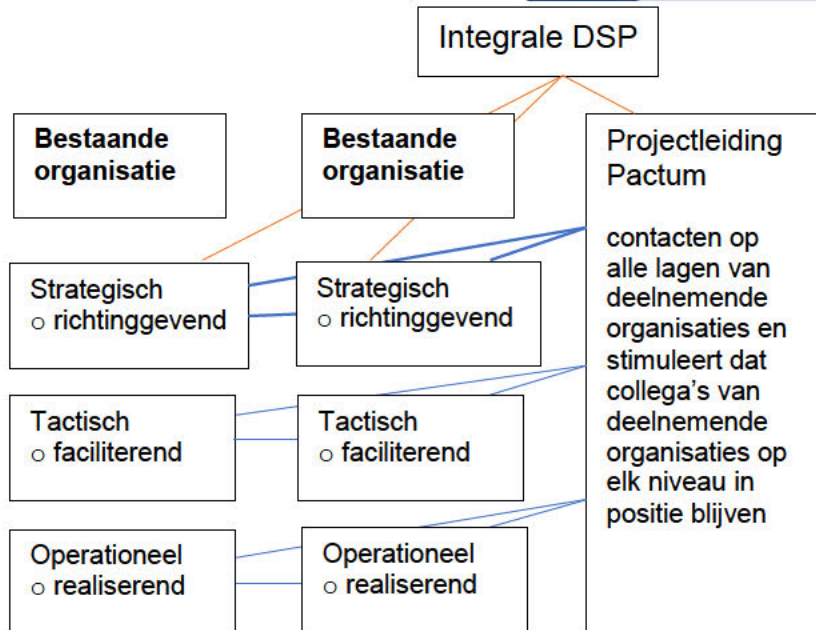 Integrale DSP
Bestaande
organisatie
Bestaande
organisatie
Projectleiding
Pactum
contacten op
alle lagen van
deelnemende
organisaties en
stimuleert dat
collega's van
deelnemende
organisaties op
elk niveau in
positie blijven
Strategisch
o richtinggevend
Strategisch
o richtinggevend
Tactisch
o faciliterend
Tactisch
o faciliterend
Operationeel
o realiserend
Operationeel
o realiserend